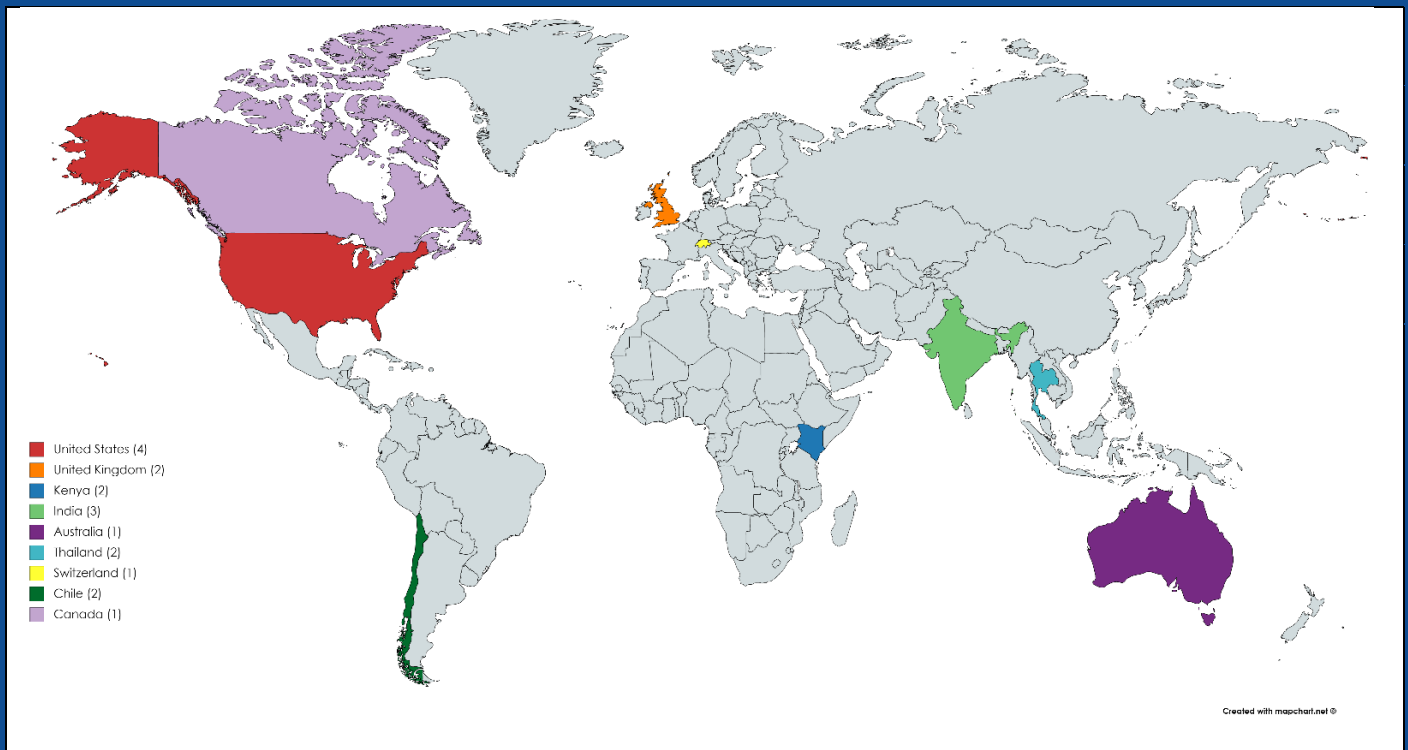 United States (4)
United Kingdom (2)
Kenya (2)
India (3)
Australia (1)
Thailand (2)
Switzerland (1)
Chile (2)
Canada (1)
Created with mapchart.net ©